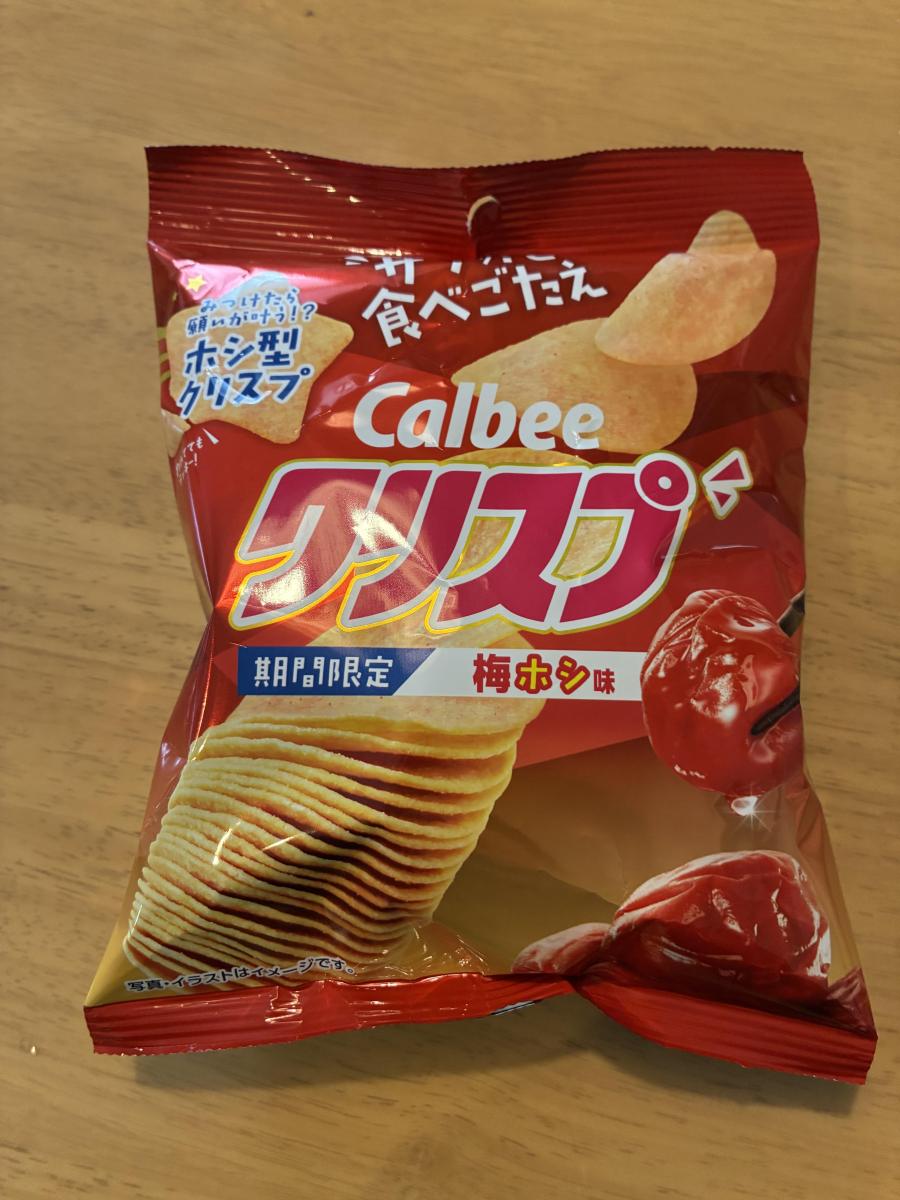 食べごたえ
みつけたら
願いが叶う!?
ホシ型
クリスプ
Calbee
クリスプ
期間限定 梅ホシ味
写真・イラストはイメージです。